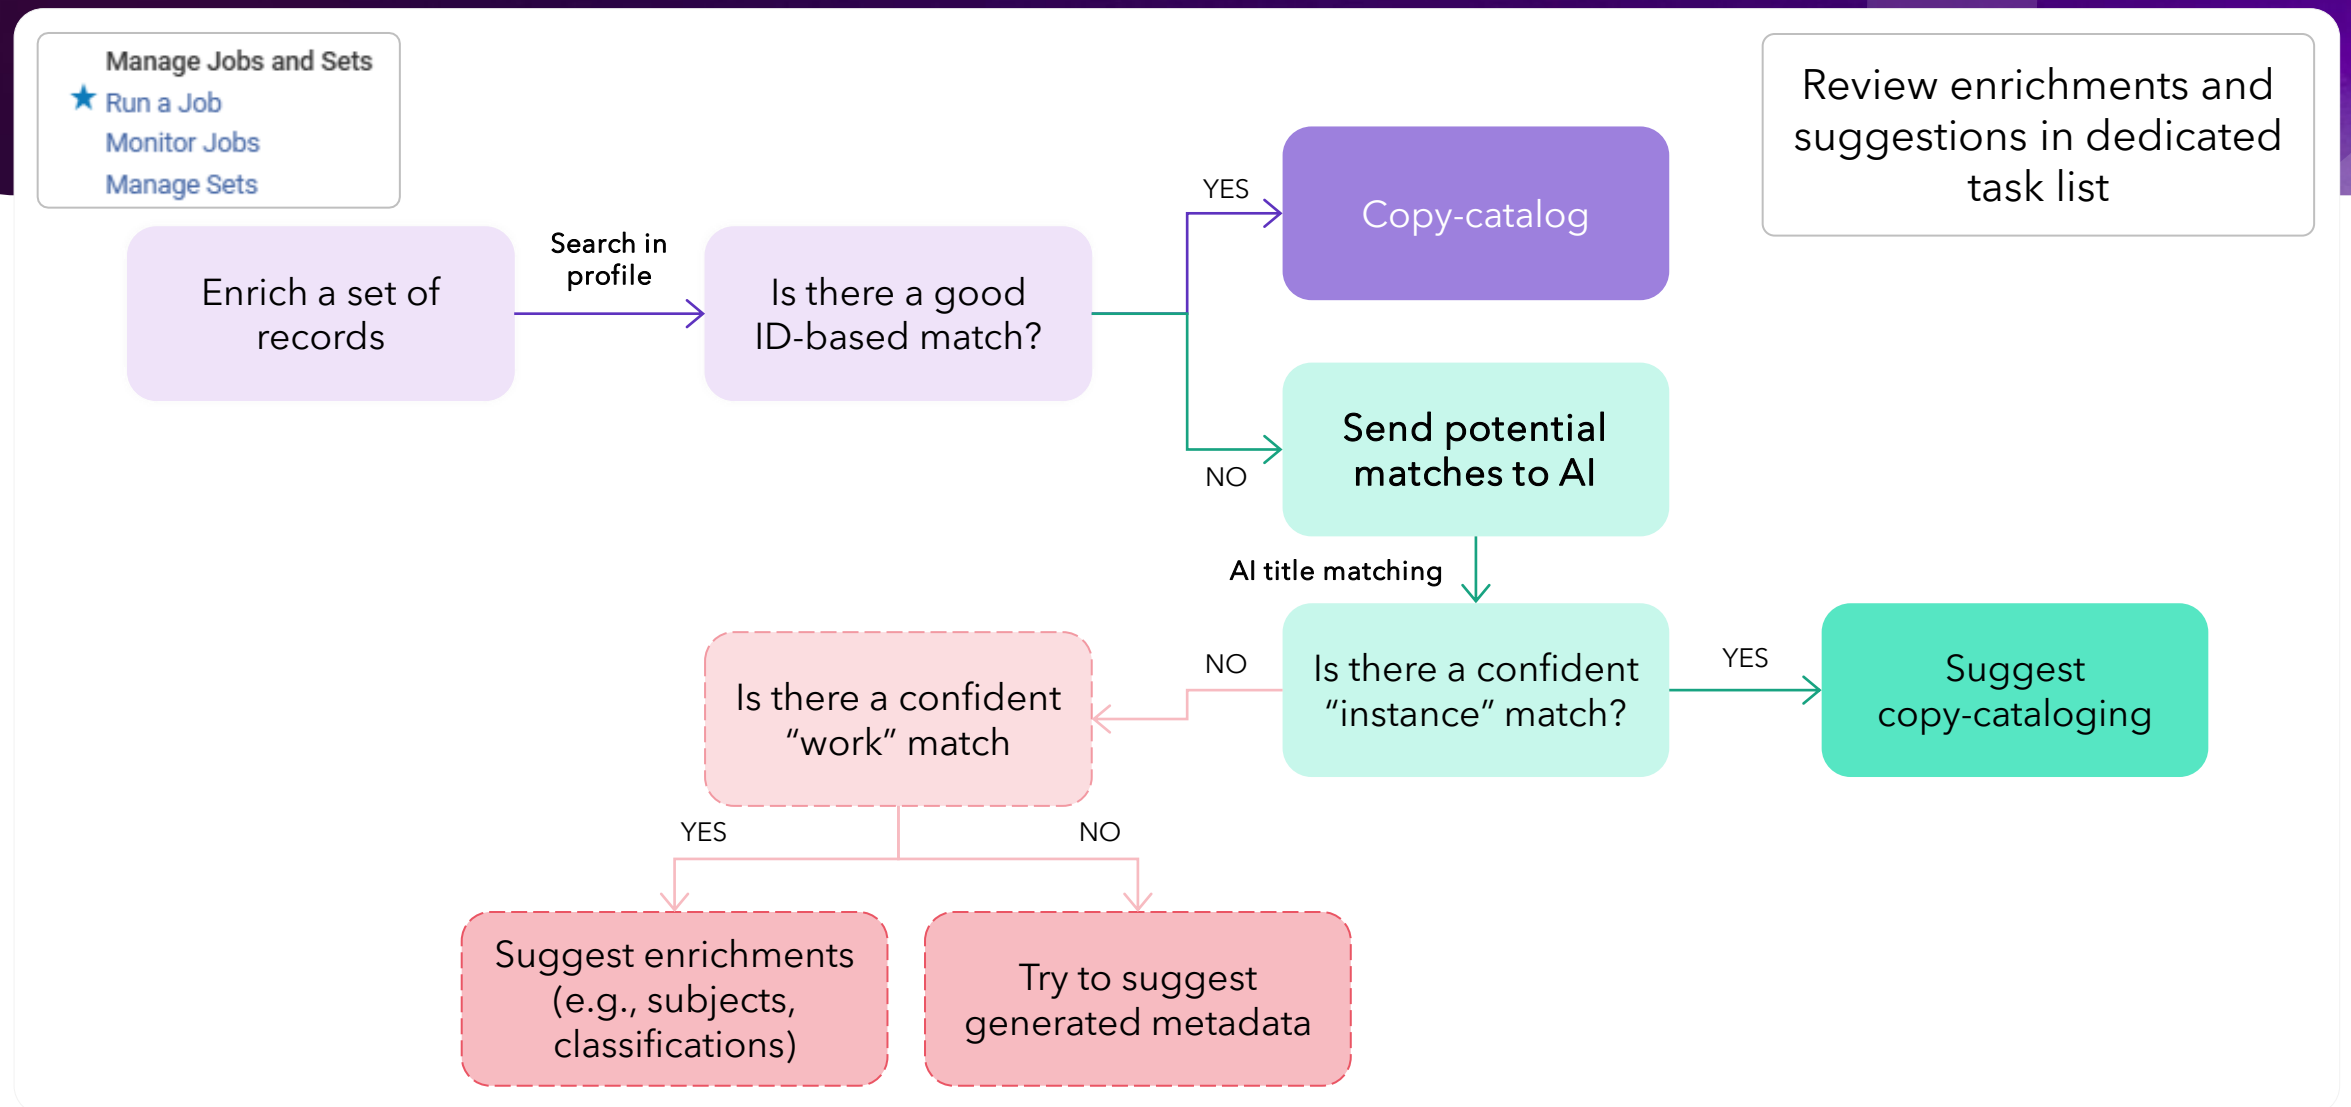 Manage Jobs and Sets
Run a Job
Monitor Jobs
Manage Sets
Review enrichments and
suggestions in dedicated
task list
Enrich a set of
records
Search in
profile
Is there a good
ID-based match?
YES
Copy-catalog
NO
Send potential
matches to AI
AI title matching
Is there a confident
“instance” match?
YES
Suggest
copy-cataloging
NO
Is there a confident
“work” match
YES
Suggest enrichments
(e.g., subjects,
classifications)
NO
Try to suggest
generated metadata